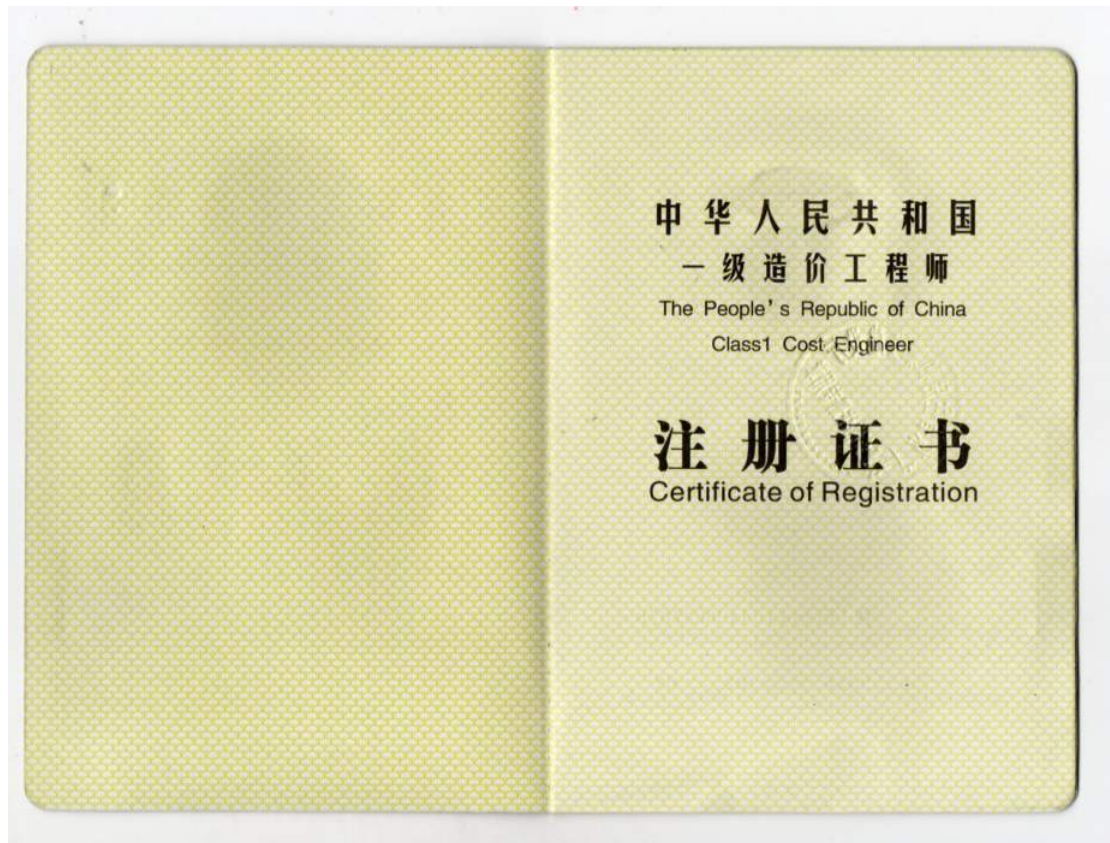 中华人民共和国
一级造价工程师
The People's Republic of China
Class1 Cost Engineer
注册证书
Certificate of Registration